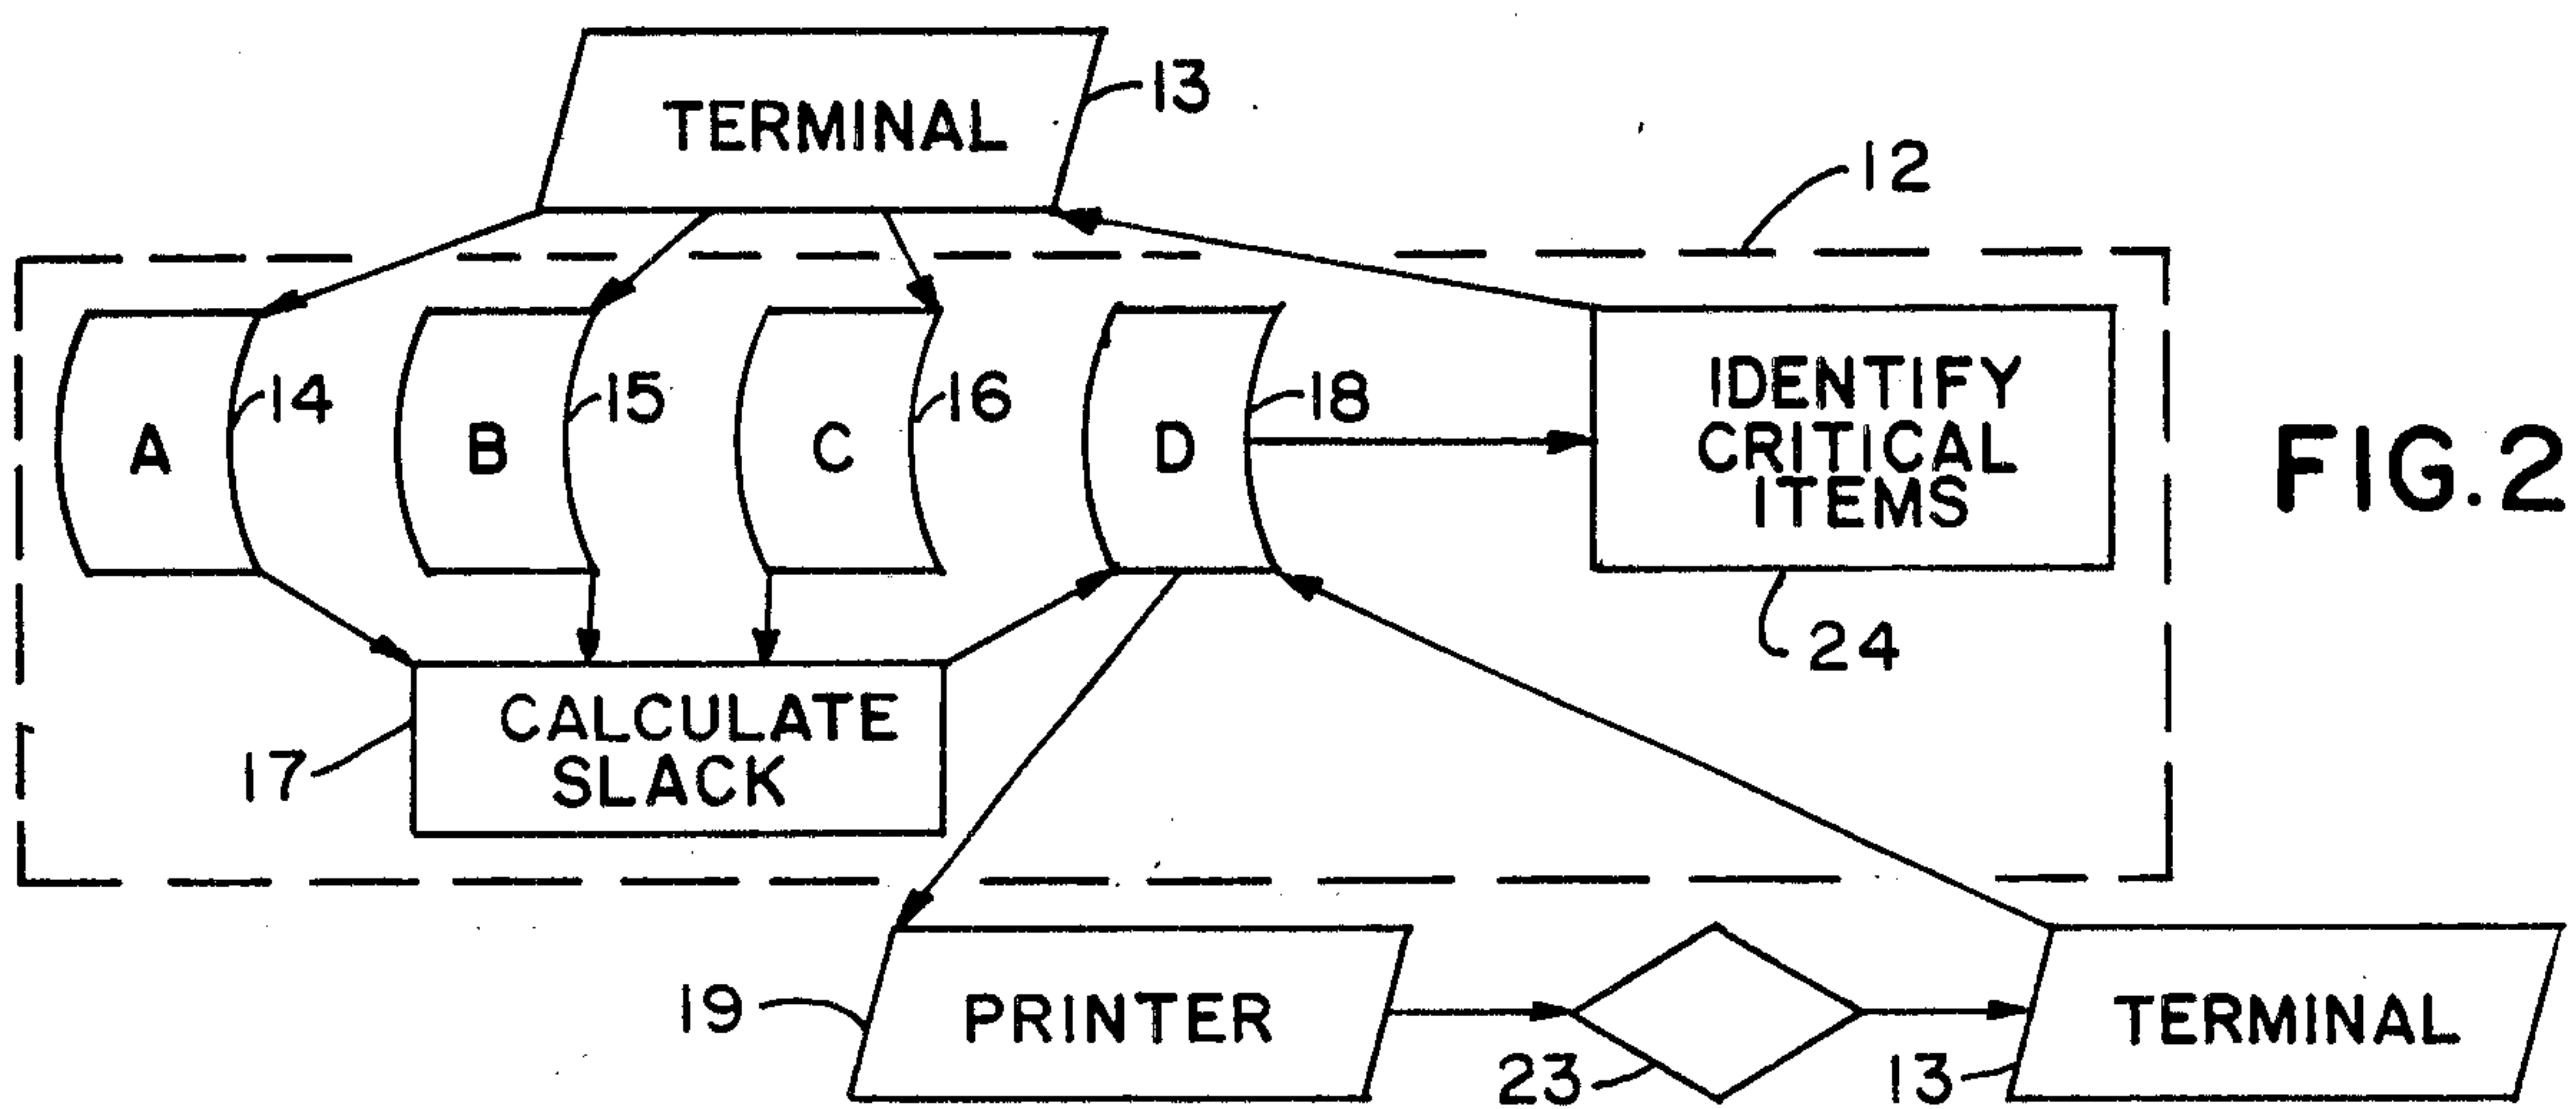 TERMINAL
13
12
A
14
B
15
C
16
D
18
IDENTIFY
CRITICAL
ITEMS
24
FIG.2
CALCULATE
SLACK
17
19
PRINTER
23
13
TERMINAL